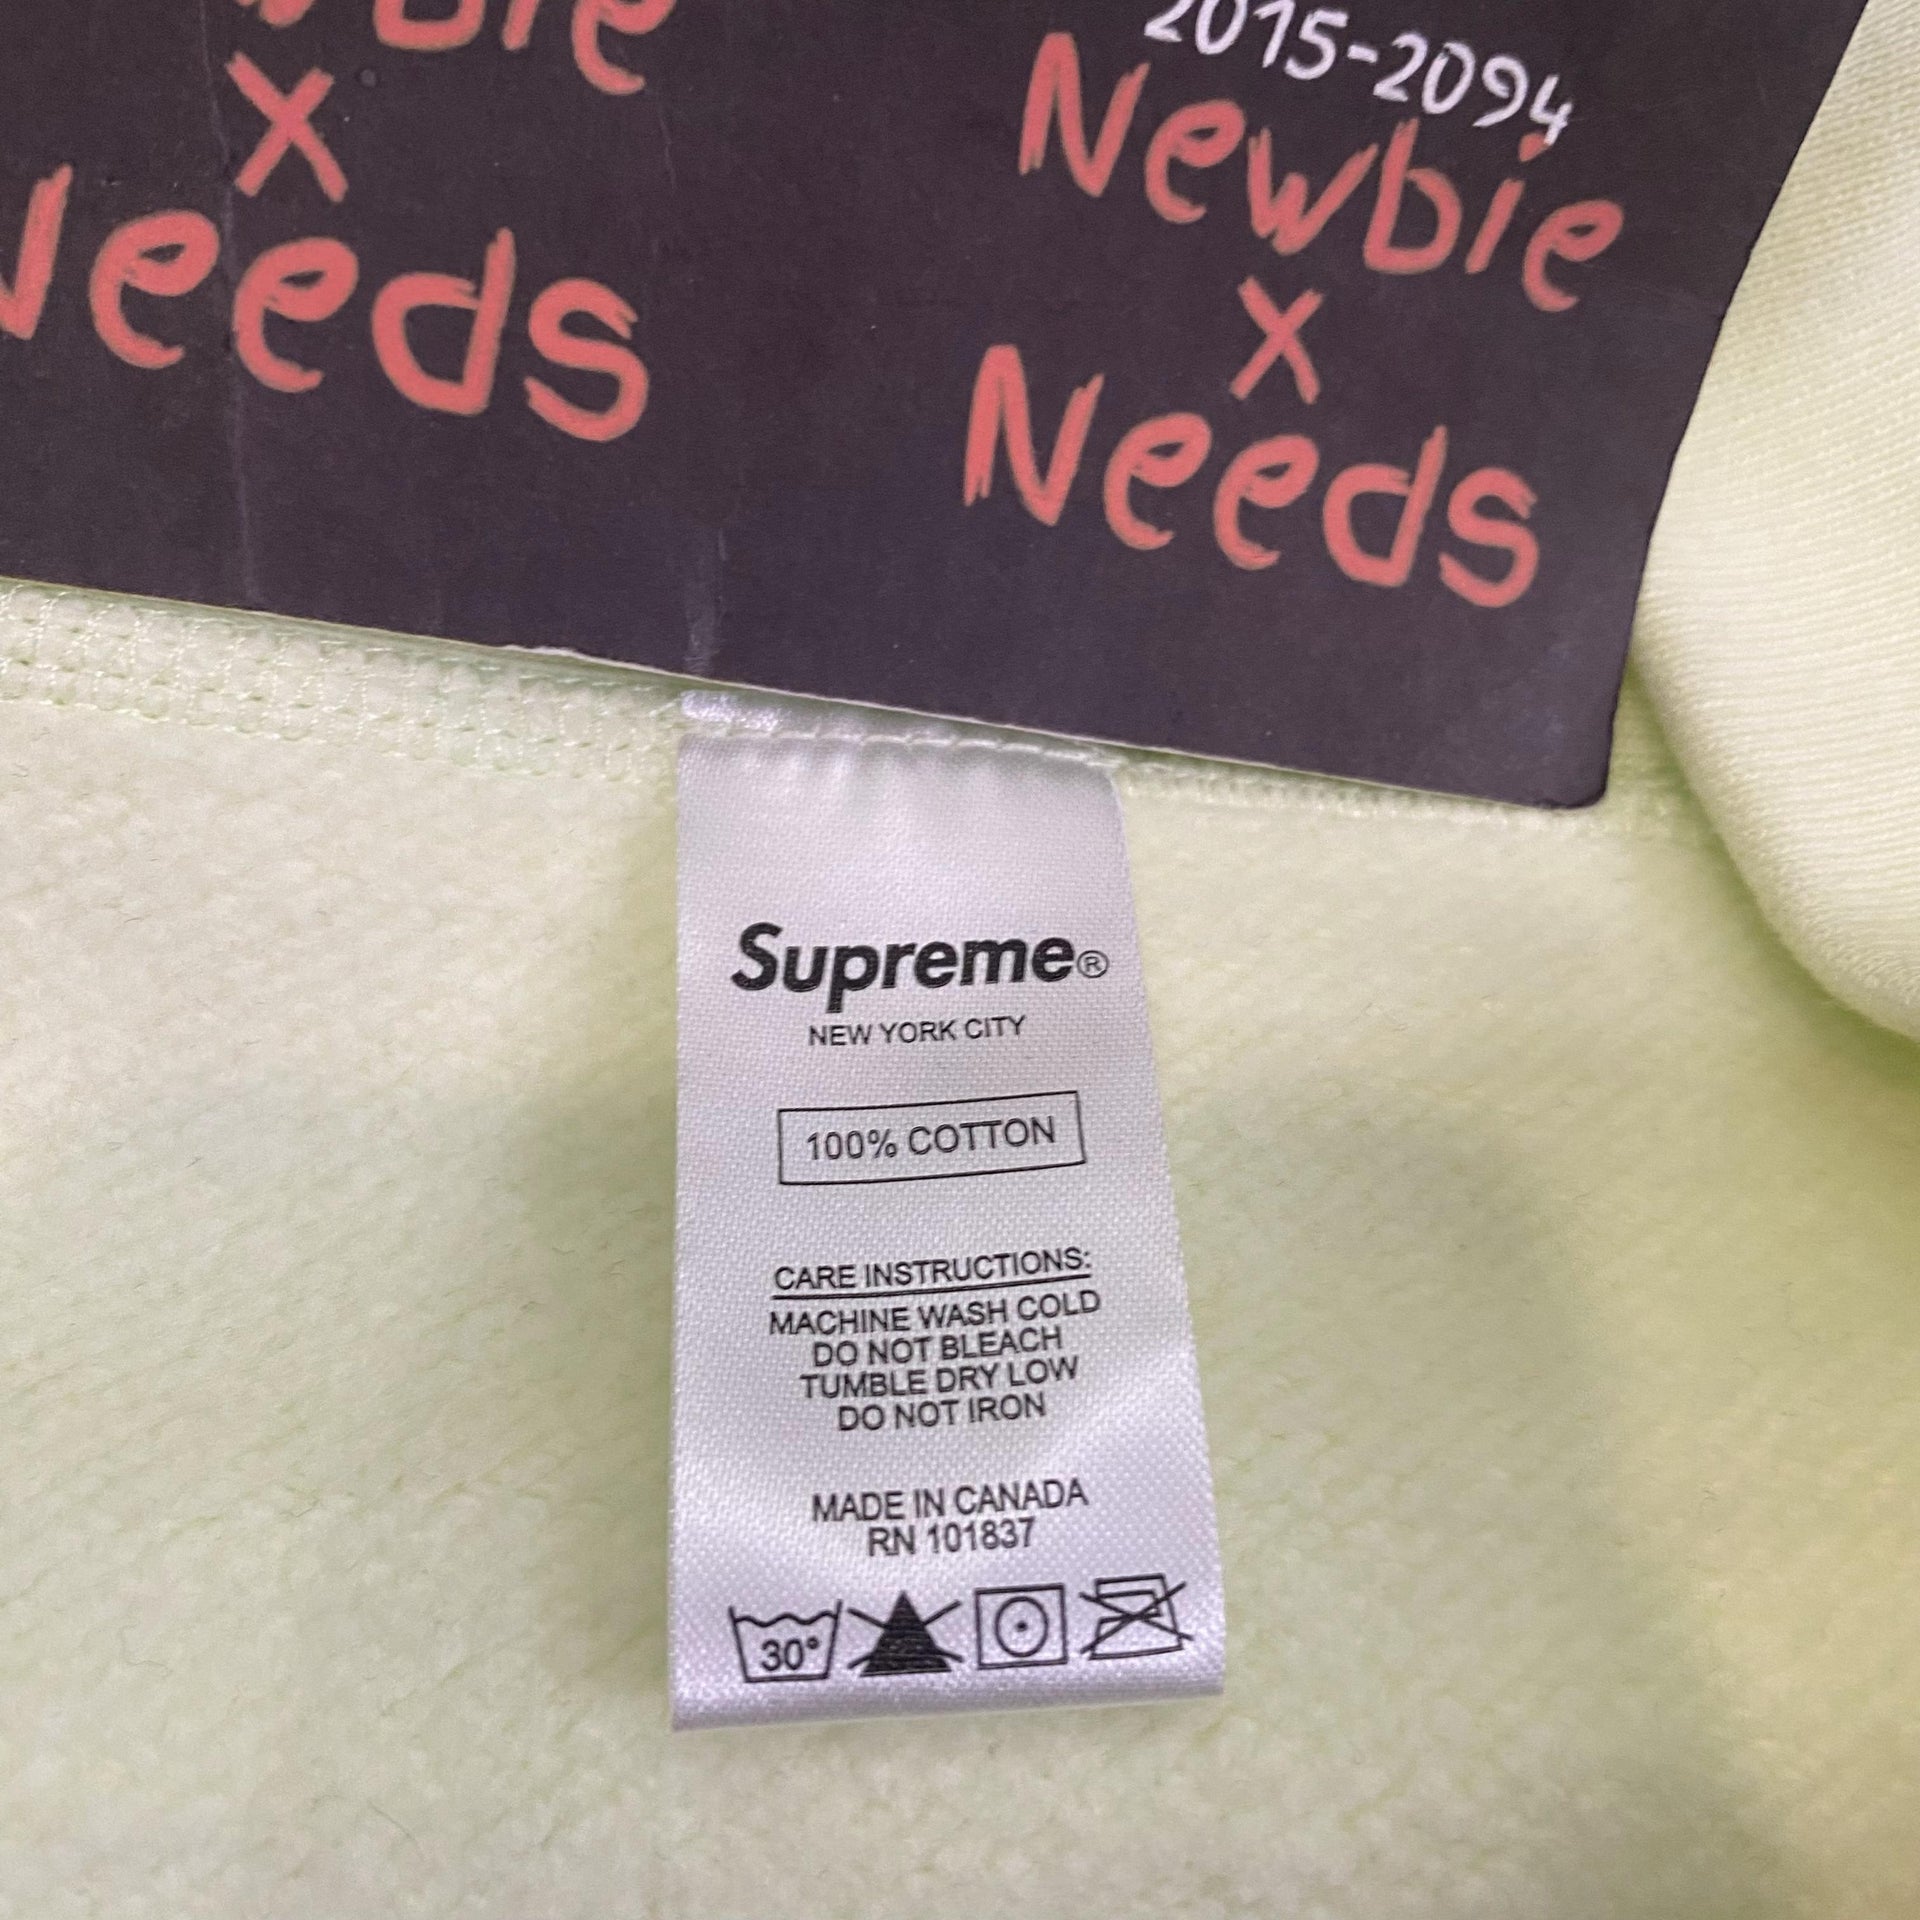 x
Needs
2015-2094
Newbie
x
Needs
Supreme®
NEW YORK CITY
100% COTTON
CARE INSTRUCTIONS:
MACHINE WASH COLD
DO NOT BLEACH
TUMBLE DRY LOW
DO NOT IRON
MADE IN CANADA
RN 101837
30°